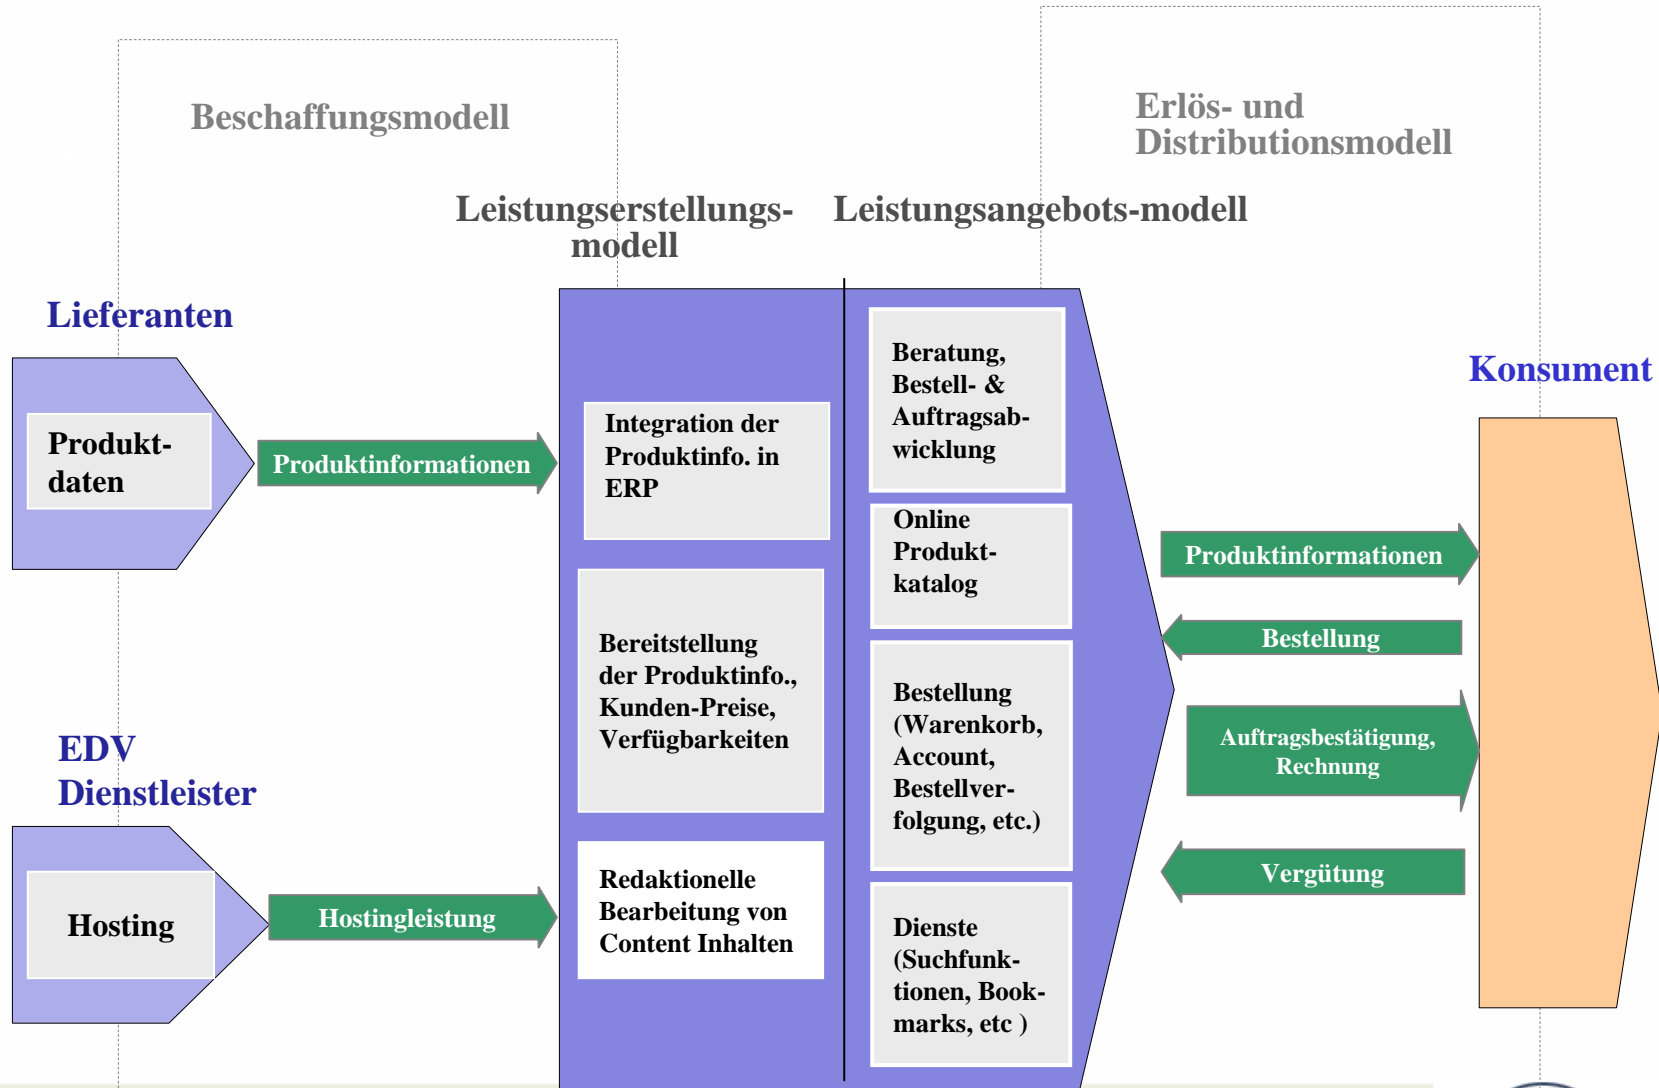 Beschaffungsmodell
Erlös- und
Distributionsmodell
Leistungserstellungs-
modell
Leistungsangebots-modell
Lieferanten
Produkt-
daten
Produktinformationen
EDV
Dienstleister
Hosting
Hostingleistung
Integration der
Produktinfo. in
ERP
Bereitstellung
der Produktinfo.,
Kunden-Preise,
Verfügbarkeiten
Redaktionelle
Bearbeitung von
Content Inhalten
Beratung,
Bestell- &
Auftragsab-
wicklung
Online
Produkt-
katalog
Bestellung
(Warenkorb,
Account,
Bestellver-
folgung, etc.)
Dienste
(Suchfunk-
tionen, Book-
marks, etc )
Produktinformationen
Bestellung
Auftragsbestätigung,
Rechnung
Vergütung
Konsument